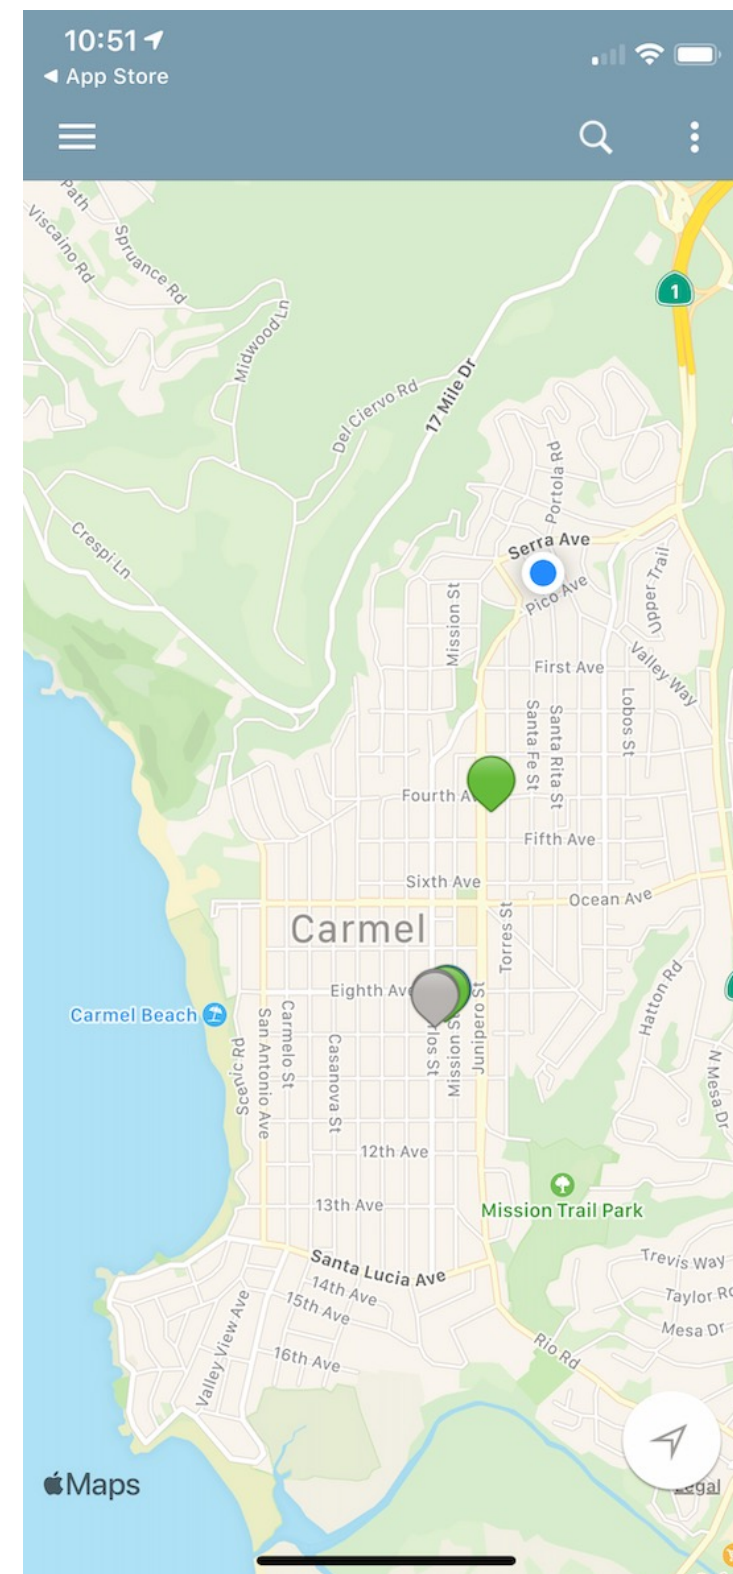 10:51
App Store
Path
Viscaino Rd
Spruance Rd
1
Midwood Ln
Del Ciervo Rd
17 Mile Dr
Portola Rd
Crespi Ln
Serra Ave
Upper Trail
Pico Ave
Mission St
First Ave
Valley Way
Lobos St
Santa Fe St
Santa Rita St
Fourth A
Fifth Ave
Sixth Ave
Ocean Ave
Carmel
Torres St
Eighth Ave
Hatton Rd
Carmel Beach
Junipero St
Mission St
los St
Carmelo St
San Antonio Ave
Scenic Rd
Casanova St
N Mesa Dr
12th Ave
13th Ave
Mission Trail Park
Santa Lucia Ave
Trevis Way
14th Ave
Taylor Rd
15th Ave
Mesa Dr
Valley View Ave
Rio Rd
16th Ave
Maps
Legal